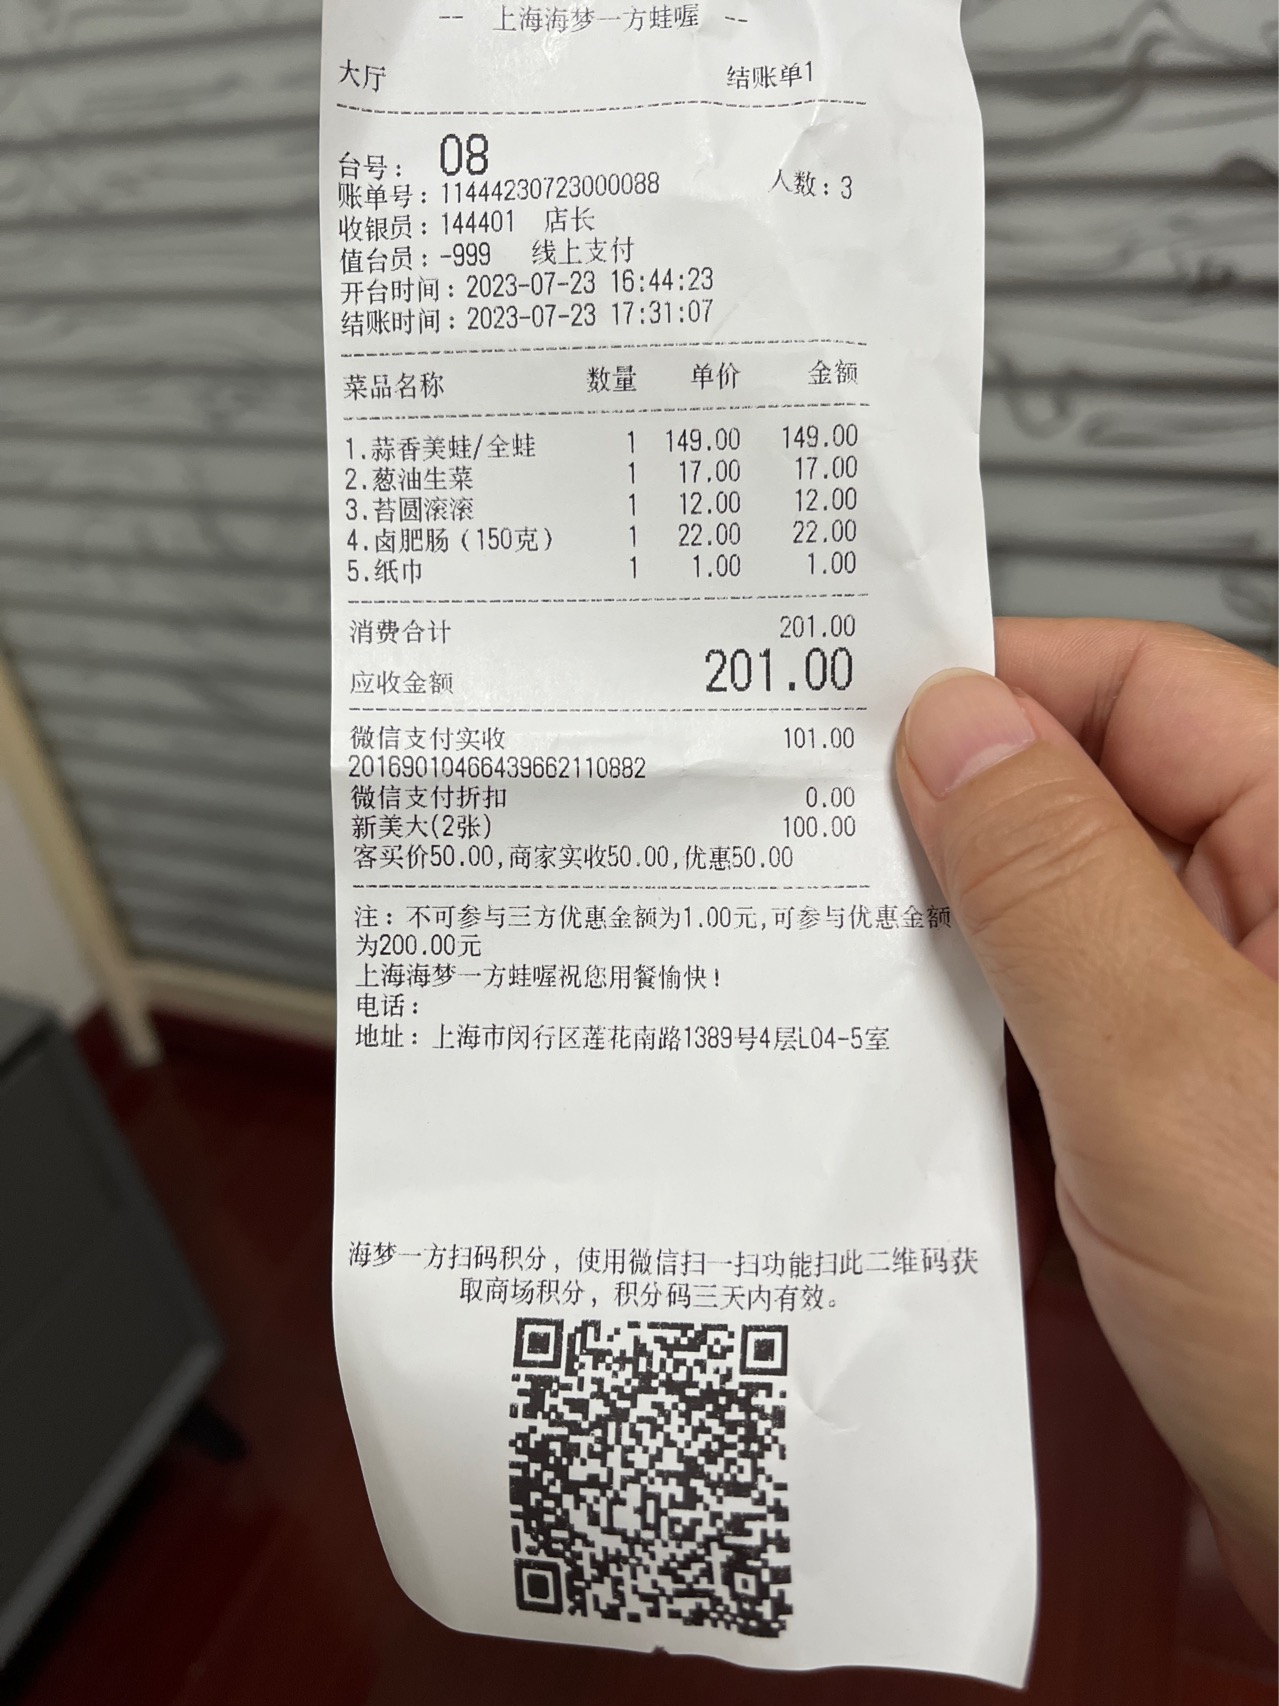 -- 上海海梦一方蛙喔 --
大厅 结账单1
台号： 08
账单号：11444230723000088 人数：3
收银员：144401 店长
值台员：-999 线上支付
开台时间：2023-07-23 16:44:23
结账时间：2023-07-23 17:31:07
菜品名称 数量 单价 金额
1.蒜香美蛙/全蛙 1 149.00 149.00
2.葱油生菜 1 17.00 17.00
3.苔圆滚滚 1 12.00 12.00
4.卤肥肠（150克） 1 22.00 22.00
5.纸巾 1 1.00 1.00
消费合计 201.00
应收金额 201.00
微信支付实收 101.00
20169010466439662110882
微信支付折扣 0.00
新美大(2张) 100.00
客买价50.00,商家实收50.00,优惠50.00
注：不可参与三方优惠金额为1.00元,可参与优惠金额
为200.00元
上海海梦一方蛙喔祝您用餐愉快！
电话：
地址：上海市闵行区莲花南路1389号4层L04-5室
海梦一方扫码积分，使用微信扫一扫功能扫此二维码获
取商场积分，积分码三天内有效。